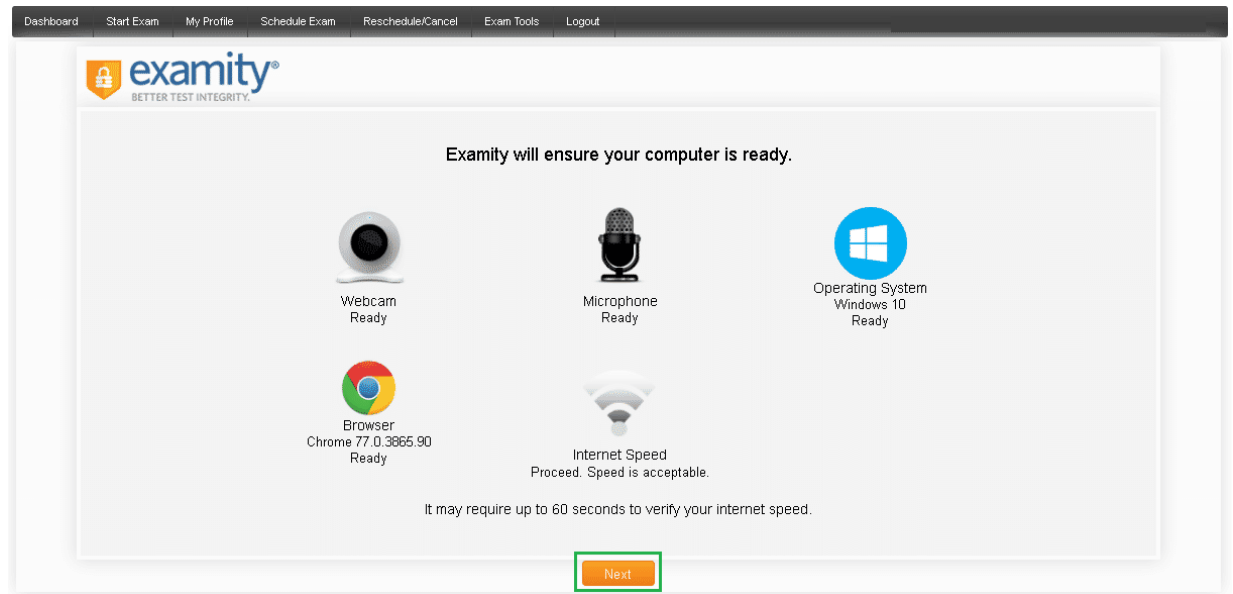 Dashboard Start Exam My Profile Schedule Exam Reschedule/Cancel Exam Tools Logout
examity®
BETTER TEST INTEGRITY.
Examity will ensure your computer is ready.
Webcam
Ready
Microphone
Ready
Operating System
Windows 10
Ready
Browser
Chrome 77.0.3865.90
Ready
Internet Speed
Proceed. Speed is acceptable.
It may require up to 60 seconds to verify your internet speed.
Next